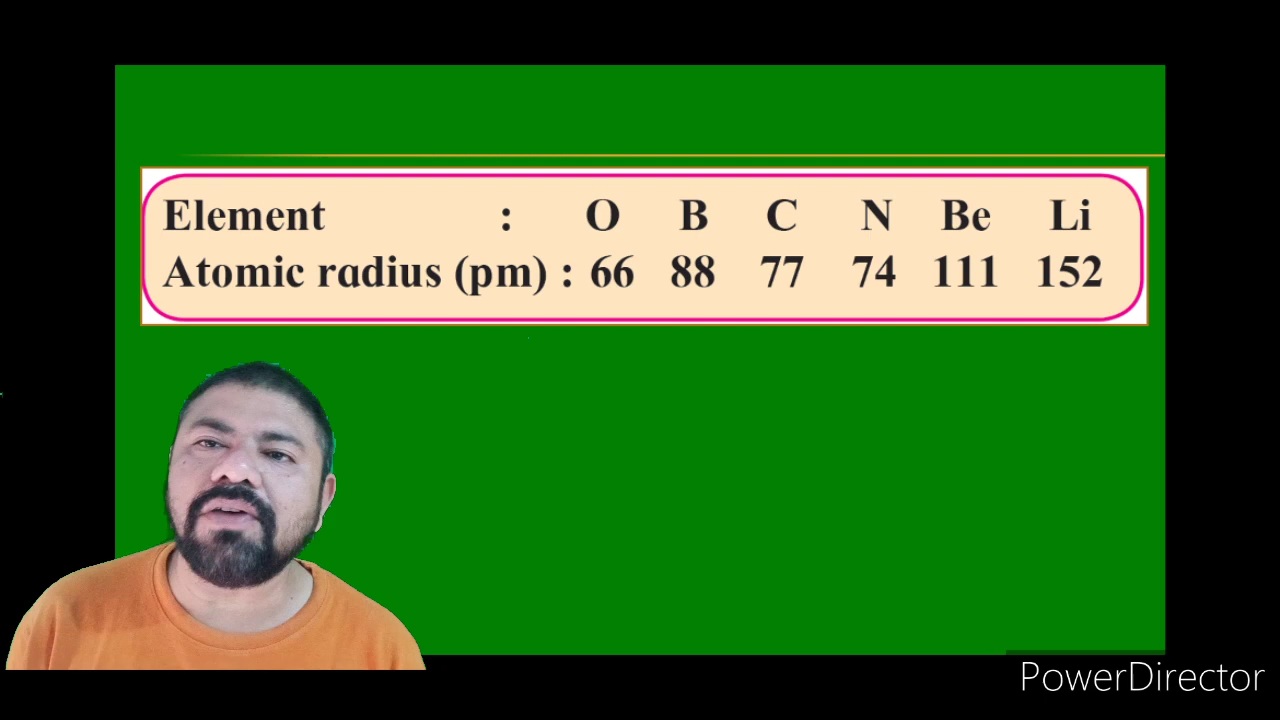 Element : O B C N Be Li
Atomic radius (pm) : 66 88 77 74 111 152
PowerDirector